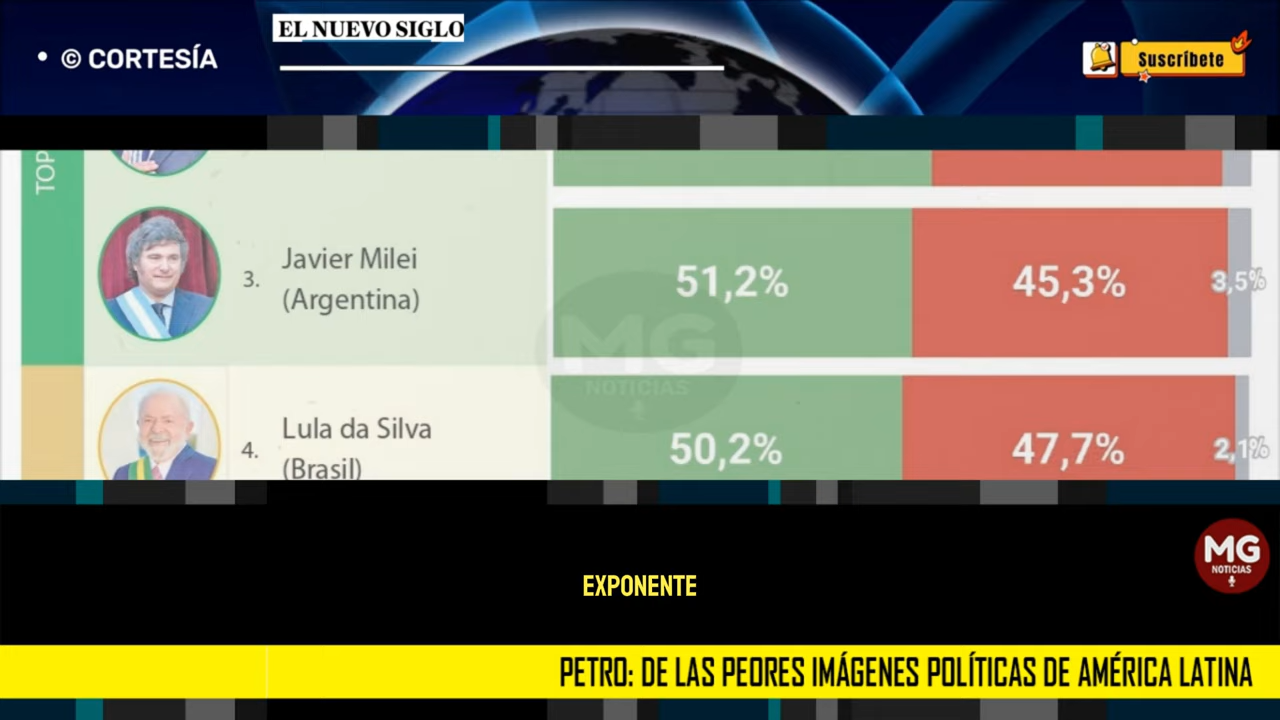 EL NUEVO SIGLO
• © CORTESÍA
Suscríbete
TOP
3.
Javier Milei
(Argentina)
51,2%
45,3%
3,5%
MG
NOTICIAS
4.
Lula da Silva
(Brasil)
50,2%
47,7%
2,1%
MG
NOTICIAS
EXPONENTE
PETRO: DE LAS PEORES IMÁGENES POLÍTICAS DE AMÉRICA LATINA